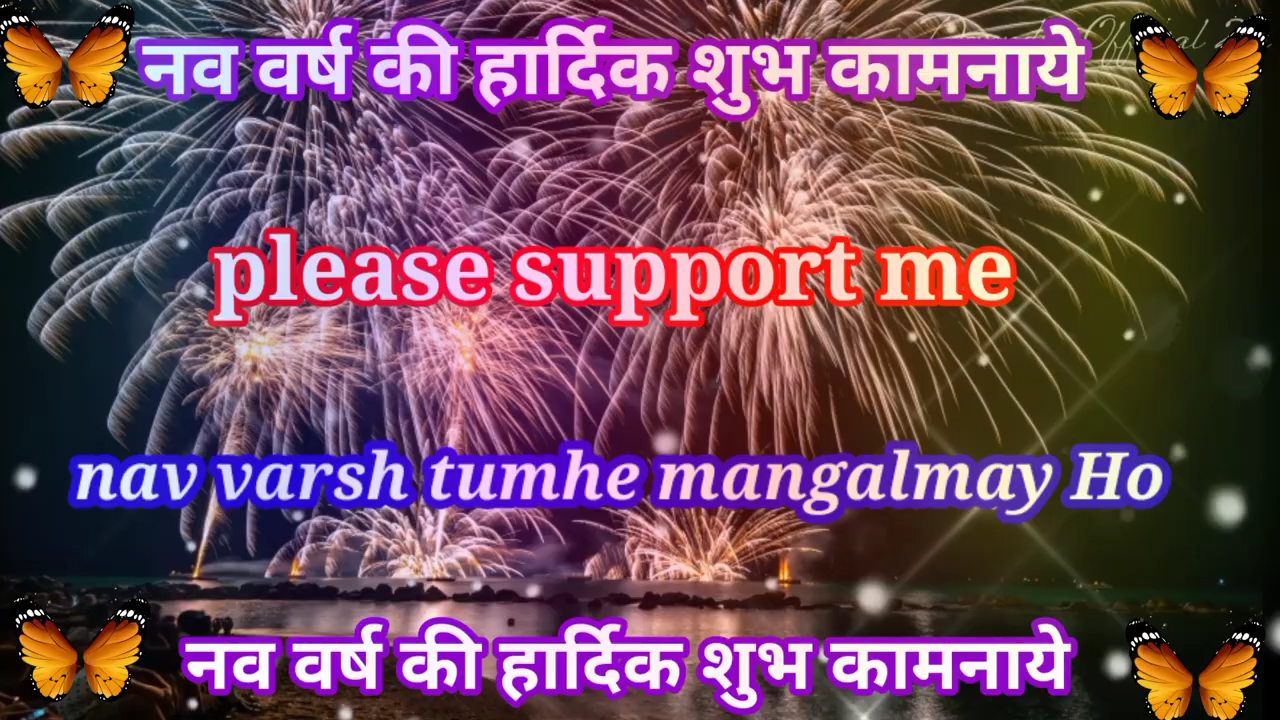 नव वर्ष की हार्दिक शुभ कामनाये
please support me
nav varsh tumhe mangalmay Ho
नव वर्ष की हार्दिक शुभ कामनाये